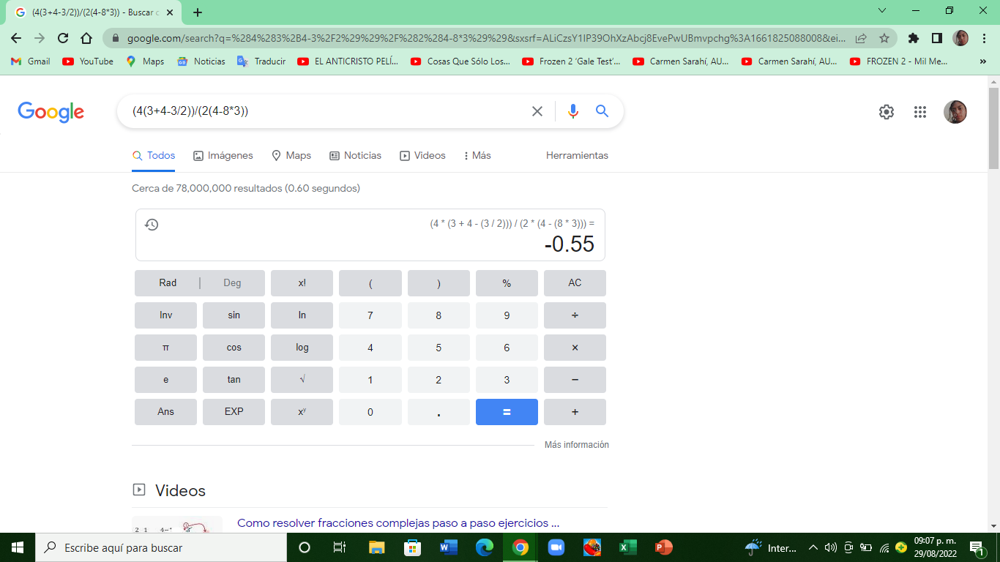 (4(3+4-3/2))/(2(4-8*3)) - Buscar c
google.com/search?q=%284%283%2B4-3%2F2%29%29%2F%282%284-8*3%29%29&sxsrf=ALiCzsY1IP39OhXzAbcj8EvePwUBmvpchg%3A1661825088008&ei...
Gmail YouTube Maps Noticias Traducir EL ANTICRISTO PELÍ... Cosas Que Sólo Los... Frozen 2 'Gale Test'... Carmen Sarahí, AU... Carmen Sarahí, AU... FROZEN 2 - Mil Me... »
Google
(4(3+4-3/2))/(2(4-8*3))
Todos Imágenes Maps Noticias Videos Más Herramientas
Cerca de 78,000,000 resultados (0.60 segundos)
(4 * (3 + 4 - (3 / 2))) / (2 * (4 - (8 * 3))) =
-0.55
Rad | Deg x! ( ) % AC
Inv sin ln 7 8 9 ÷
π cos log 4 5 6 ×
e tan √ 1 2 3 −
Ans EXP xʸ 0 . = +
Más información
Videos
Como resolver fracciones complejas paso a paso ejercicios ...
Escribe aquí para buscar
Inter...
09:07 p. m.
29/08/2022
1